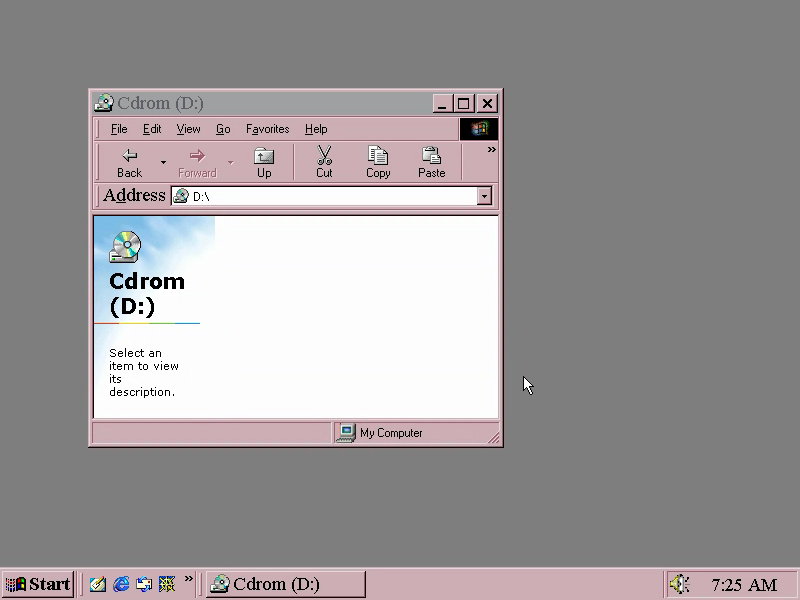 Cdrom (D:)
File Edit View Go Favorites Help
»
Back Forward Up Cut Copy Paste
Address D:\
Cdrom
(D:)
Select an
item to view
its
description.
My Computer
Start » Cdrom (D:) 7:25 AM